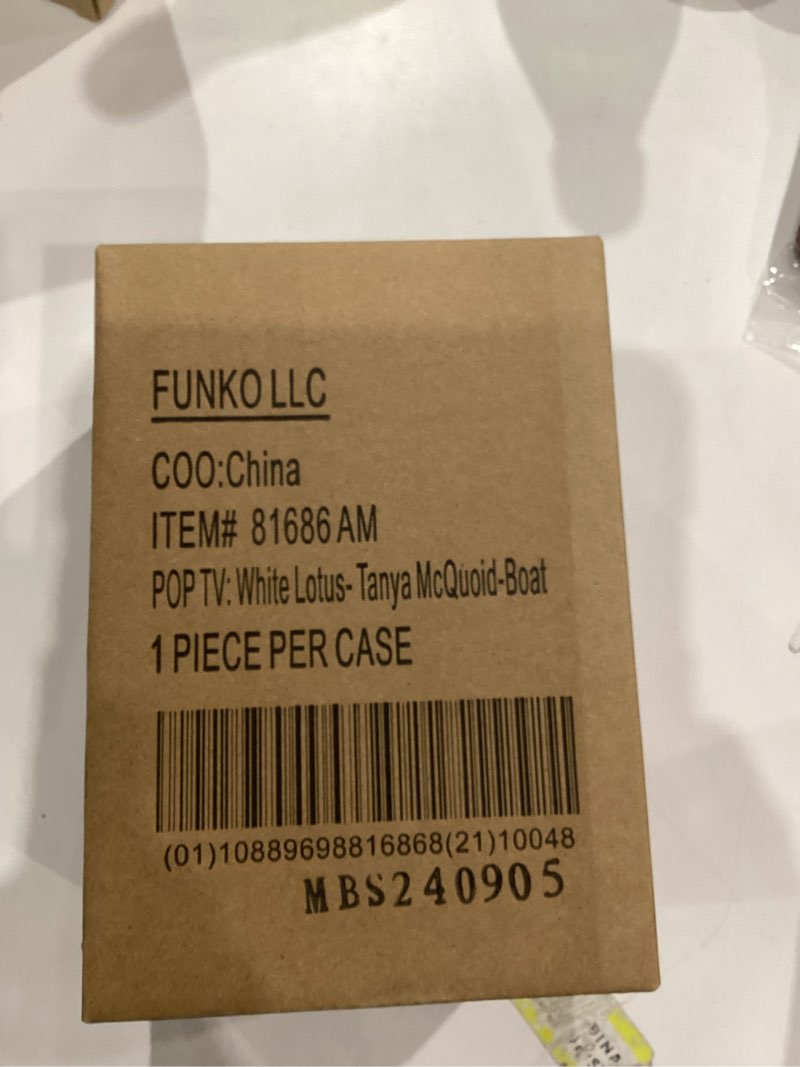 FUNKO LLC
COO:China
ITEM# 81686 AM
POP TV: White Lotus- Tanya McQuoid-Boat
1 PIECE PER CASE
(01)10889698816868(21)10048
MBS240905